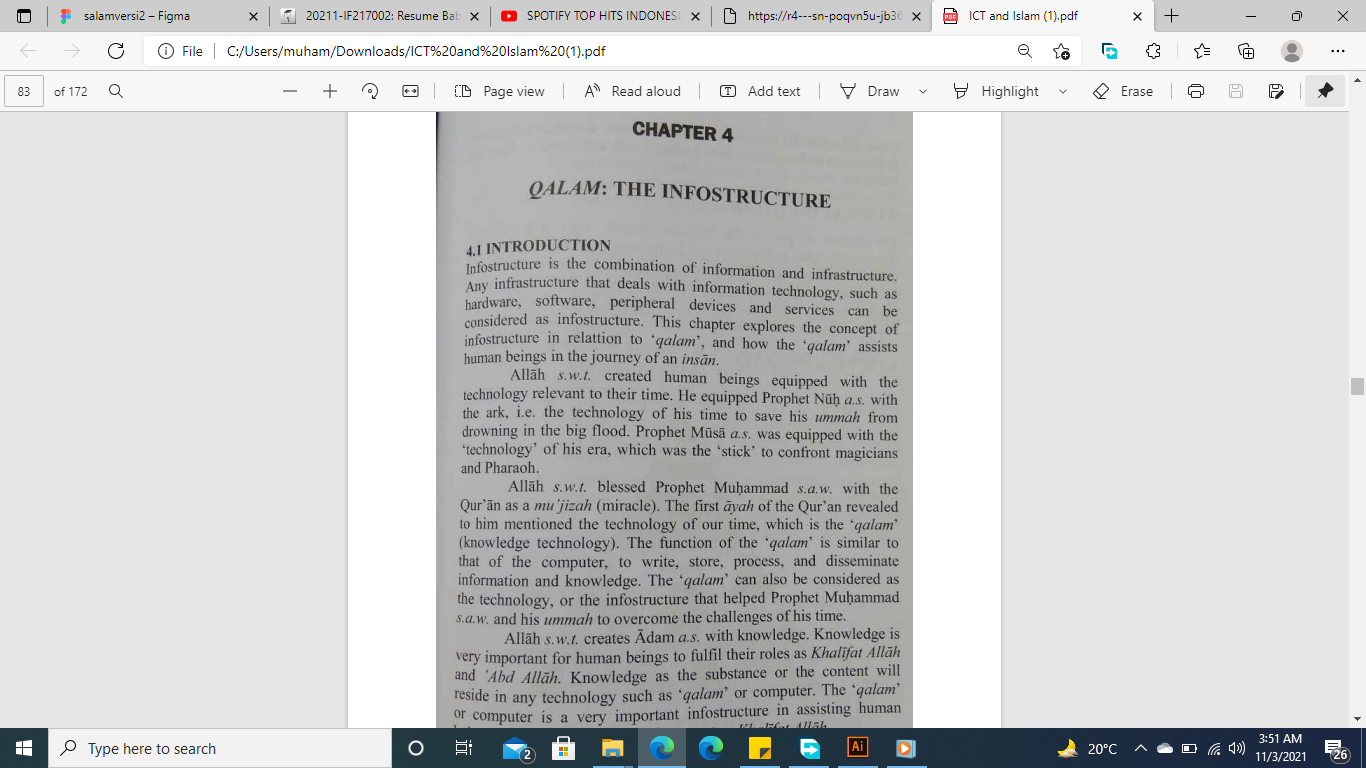 salamversi2 – Figma
20211-IF217002: Resume Bab
SPOTIFY TOP HITS INDONESI
https://r4---sn-poqvn5u-jb36
ICT and Islam (1).pdf
File
C:/Users/muham/Downloads/ICT%20and%20Islam%20(1).pdf
83 of 172
Page view
Read aloud
Add text
Draw
Highlight
Erase
CHAPTER 4
QALAM: THE INFOSTRUCTURE
4.1 INTRODUCTION
Infostructure is the combination of information and infrastructure.
Any infrastructure that deals with information technology, such as
hardware, software, peripheral devices and services can be
considered as infostructure. This chapter explores the concept of
infostructure in relattion to ‘qalam’, and how the ‘qalam’ assists
human beings in the journey of an insān.
Allāh s.w.t. created human beings equipped with the
technology relevant to their time. He equipped Prophet Nūḥ a.s. with
the ark, i.e. the technology of his time to save his ummah from
drowning in the big flood. Prophet Mūsā a.s. was equipped with the
‘technology’ of his era, which was the ‘stick’ to confront magicians
and Pharaoh.
Allāh s.w.t. blessed Prophet Muḥammad s.a.w. with the
Qur’ān as a mu’jizah (miracle). The first āyah of the Qur’an revealed
to him mentioned the technology of our time, which is the ‘qalam’
(knowledge technology). The function of the ‘qalam’ is similar to
that of the computer, to write, store, process, and disseminate
information and knowledge. The ‘qalam’ can also be considered as
the technology, or the infostructure that helped Prophet Muḥammad
s.a.w. and his ummah to overcome the challenges of his time.
Allāh s.w.t. creates Ādam a.s. with knowledge. Knowledge is
very important for human beings to fulfil their roles as Khalīfat Allāh
and 'Abd Allāh. Knowledge as the substance or the content will
reside in any technology such as ‘qalam’ or computer. The ‘qalam’
or computer is a very important infostructure in assisting human
Khalīfat Allāh
Type here to search
2
Ai
20°C
3:51 AM
11/3/2021
26